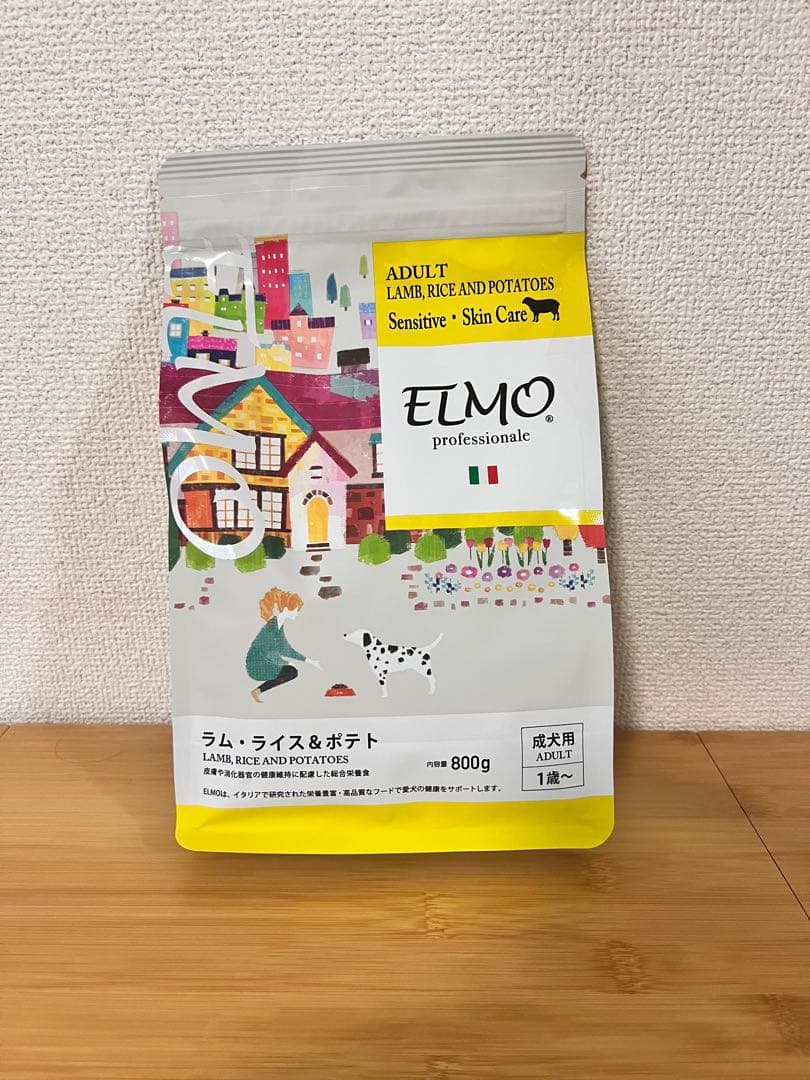 ELMO
ADULT
LAMB, RICE AND POTATOES
Sensitive・Skin Care
ELMO®
professionale
ラム・ライス&ポテト
LAMB, RICE AND POTATOES
皮膚や消化器官の健康維持に配慮した総合栄養食
内容量 800g
成犬用
ADULT
1歳〜
ELMOは、イタリアで研究された栄養豊富・高品質なフードで愛犬の健康をサポートします。